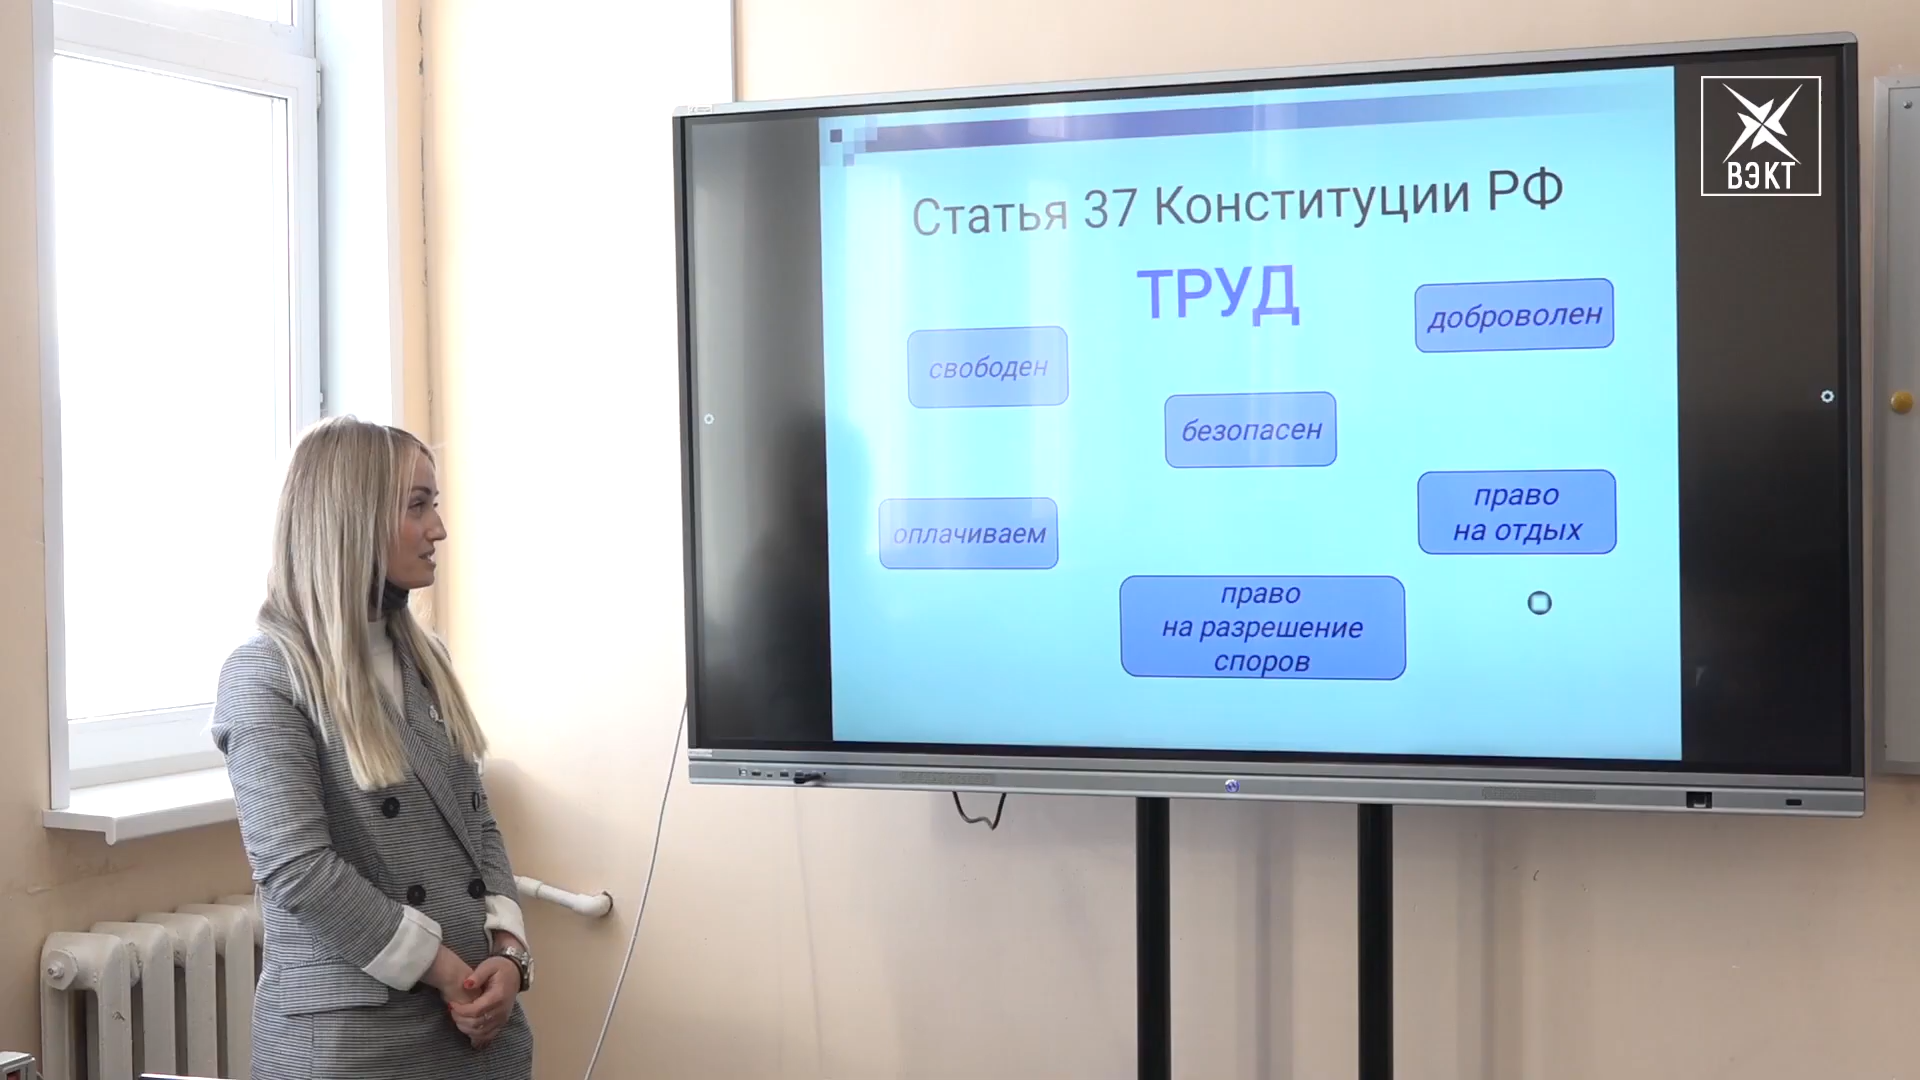 ВЭКТ
Статья 37 Конституции РФ
ТРУД
доброволен
свободен
безопасен
право
на отдых
оплачиваем
право
на разрешение
споров